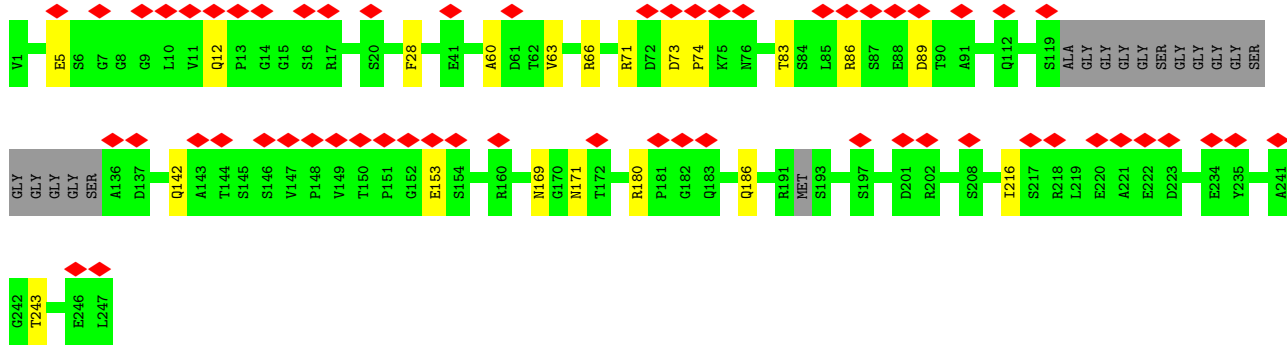 V1 E5 S6 G7 G8 G9 L10 V11 Q12 P13 G14 G15 S16 R17 S20 F28 E41 A60 D61 T62 V63 R66 R71 D72 D73 P74 K75 N76 T83 S84 L85 R86 S87 E88 D89 T90 A91 Q112 S119 ALA GLY GLY GLY GLY SER GLY GLY GLY GLY SER
GLY GLY GLY GLY SER A136 D137 Q142 A143 T144 S145 S146 V147 P148 V149 T150 P151 G152 E153 S154 R160 N169 G170 N171 T172 R180 P181 G182 Q183 Q186 R191 MET S193 S197 D201 R202 S208 I216 S217 R218 L219 E220 A221 E222 D223 E234 Y235 A241
G242 T243 E246 L247